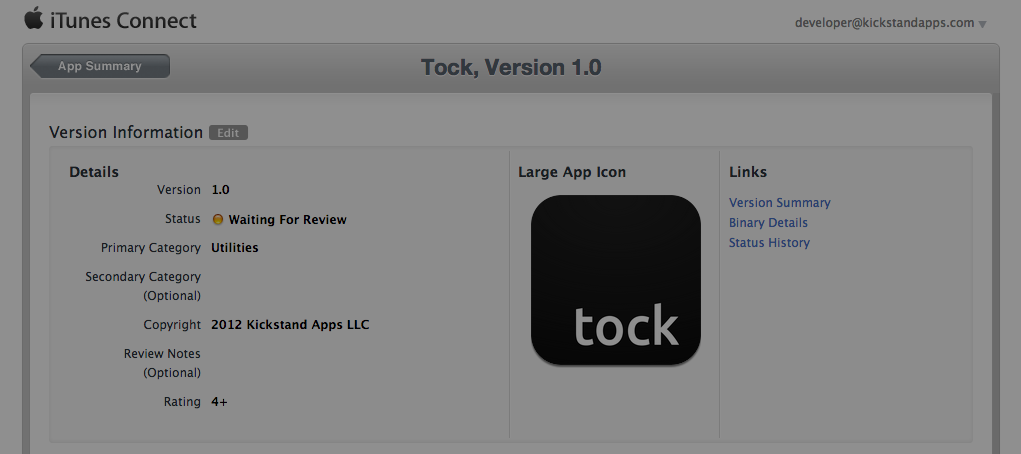 iTunes Connect
developer@kickstandapps.com
App Summary
Tock, Version 1.0
Version Information Edit
Details
Version 1.0
Status Waiting For Review
Primary Category Utilities
Secondary Category
(Optional)
Copyright 2012 Kickstand Apps LLC
Review Notes
(Optional)
Rating 4+
Large App Icon
tock
Links
Version Summary
Binary Details
Status History